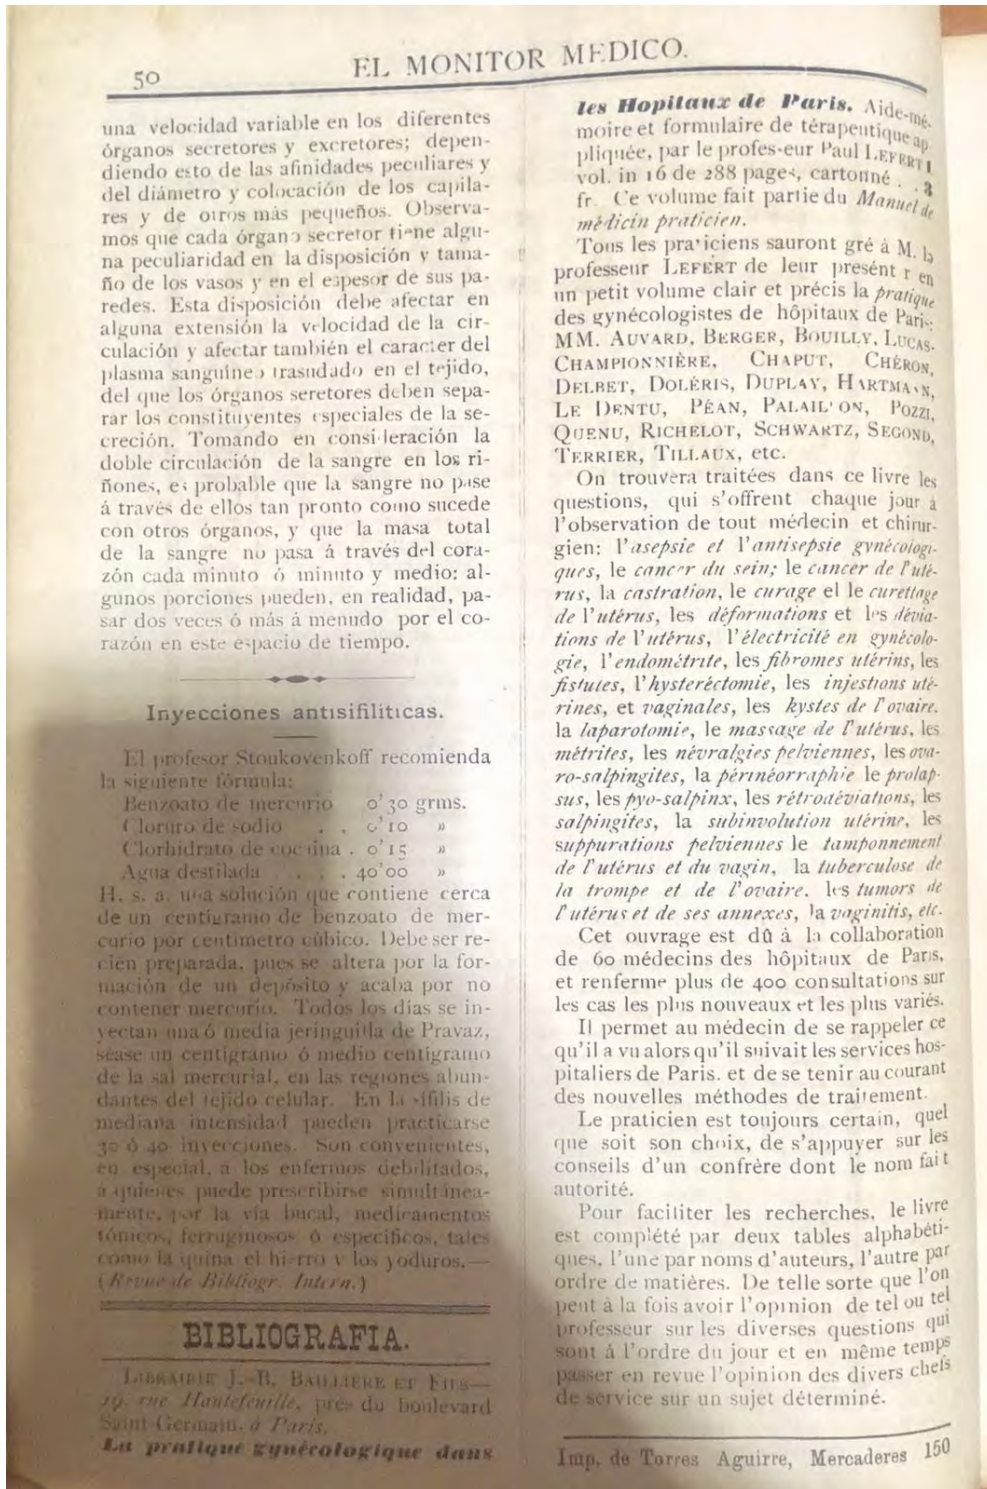 50
EL MONITOR MEDICO.
una velocidad variable en los diferentes
órganos secretores y excretores; depen-
diendo esto de las afinidades peculiares y
del diámetro y colocación de los capila-
res y de otros más pequeños. Observa-
mos que cada órgano secretor tiene algu-
na peculiaridad en la disposición y tama-
ño de los vasos y en el espesor de sus pa-
redes. Esta disposición debe afectar en
alguna extensión la velocidad de la cir-
culación y afectar también el caracter del
plasma sanguineo trasudado en el tejido,
del que los órganos seretores deben sepa-
rar los constituyentes especiales de la se-
creción. Tomando en consideración la
doble circulación de la sangre en los ri-
ñones, es probable que la sangre no pase
á través de ellos tan pronto como sucede
con otros órganos, y que la masa total
de la sangre no pasa á través del cora-
zón cada minuto ó minuto y medio: al-
gunos porciones pueden, en realidad, pa-
sar dos veces ó más á menudo por el co-
razón en este espacio de tiempo.
Inyecciones antisifilíticas.
El profesor Stoukovenkoff recomienda
la siguiente fórmula:
Benzoato de mercurio 0'30 grms.
Cloruro de sodio . . 0'10 »
Clorhidrato de cocaina . 0'15 »
Agua destilada . . . 40'00 »
H. s. a. una solución que contiene cerca
de un centigramo de benzoato de mer-
curio por centímetro cúbico. Debe ser re-
cién preparada, pues se altera por la for-
mación de un depósito y acaba por no
contener mercurio. Todos los días se in-
yectan una ó media jeringuilla de Pravaz,
séase un centigramo ó medio centígramo
de la sal mercurial, en las regiones abun-
dantes del tejido celular. En la sífilis de
mediana intensidad pueden practicarse
30 ó 40 inyecciones. Son convenientes,
en especial, á los enfermos debilitados,
á quienes puede prescribirse simultánea-
mente, por la vía bucal, medicamentos
tónicos, ferruginosos ó específicos, tales
como la quina el hierro y los yoduros.—
(Revue de Bibliogr. Intern.)
BIBLIOGRAFIA.
LIBRAIRIE J.-B. BAILLIERE ET FILS—
19, rue Hautefeuille, prés du boulevard
Saint-Germain, à Paris.
La pratique gynécologique dans
les Hopitaux de Paris. Aide-mé-
moire et formulaire de térapeutique ap-
pliquée, par le profes-eur Paul LEFERT 1
vol. in 16 de 288 pages, cartonné . . 3
fr. Ce volume fait partie du Manuel de
médicin praticien.
Tous les praticiens sauront gré à M. le
professeur LEFÈRT de leur présént r en
un petit volume clair et précis la pratique
des gynécologistes de hôpitaux de Paris:
MM. AUVARD, BERGER, BOUILLY, LUCAS-
CHAMPIONNIÈRE, CHAPUT, CHÉRON,
DELBET, DOLÉRIS, DUPLAY, HARTMANN,
LE DENTU, PÉAN, PALAILL'ON, POZZI,
QUENU, RICHELOT, SCHWARTZ, SEGOND,
TERRIER, TILLAUX, etc.
On trouvera traitées dans ce livre les
questions, qui s'offrent chaque jour à
l'observation de tout médecin et chirur-
gien: l'asepsie et l'antisepsie gynécologi-
ques, le cancer du sein; le cancer de l'uté-
rus, la castration, le curage el le curettage
de l'utérus, les déformations et les dévia-
tions de l'utérus, l'électricité en gynécolo-
gie, l'endométrite, les fibromes utérins, les
fistules, l'hysteréctomie, les injestions uté-
rines, et vaginales, les kystes de l'ovaire.
la laparotomie, le massage de l'utérus, les
métrites, les névralgies pelviennes, les ova-
ro-salpingites, la périnéorraphie le prolap-
sus, les pyo-salpinx, les rétrodéviations, les
salpingites, la subinvolution utérine, les
suppurations pelviennes le tamponnement
de l'utérus et du vagin, la tuberculose de
la trompe et de l'ovaire. les tumors de
l'utérus et de ses annexes, la vaginitis, etc.
Cet ouvrage est dû à la collaboration
de 60 médecins des hôpitaux de Paris,
et renferme plus de 400 consultations sur
les cas les plus nouveaux et les plus variés.
Il permet au médecin de se rappeler ce
qu'il a vu alors qu'il suivait les services hos-
pitaliers de Paris. et de se tenir au courant
des nouvelles méthodes de traitement.
Le praticien est toujours certain, quel
que soit son choix, de s'appuyer sur les
conseils d'un confrère dont le nom fait
autorité.
Pour faciliter les recherches, le livre
est complété par deux tables alphabéti-
ques, l'une par noms d'auteurs, l'autre par
ordre de matières. De telle sorte que l'on
peut à la fois avoir l'opinion de tel ou tel
professeur sur les diverses questions qui
sont á l'ordre du jour et en même temps
passer en revue l'opinion des divers chefs
de service sur un sujet déterminé.
Imp. de Torres Aguirre, Mercaderes 150